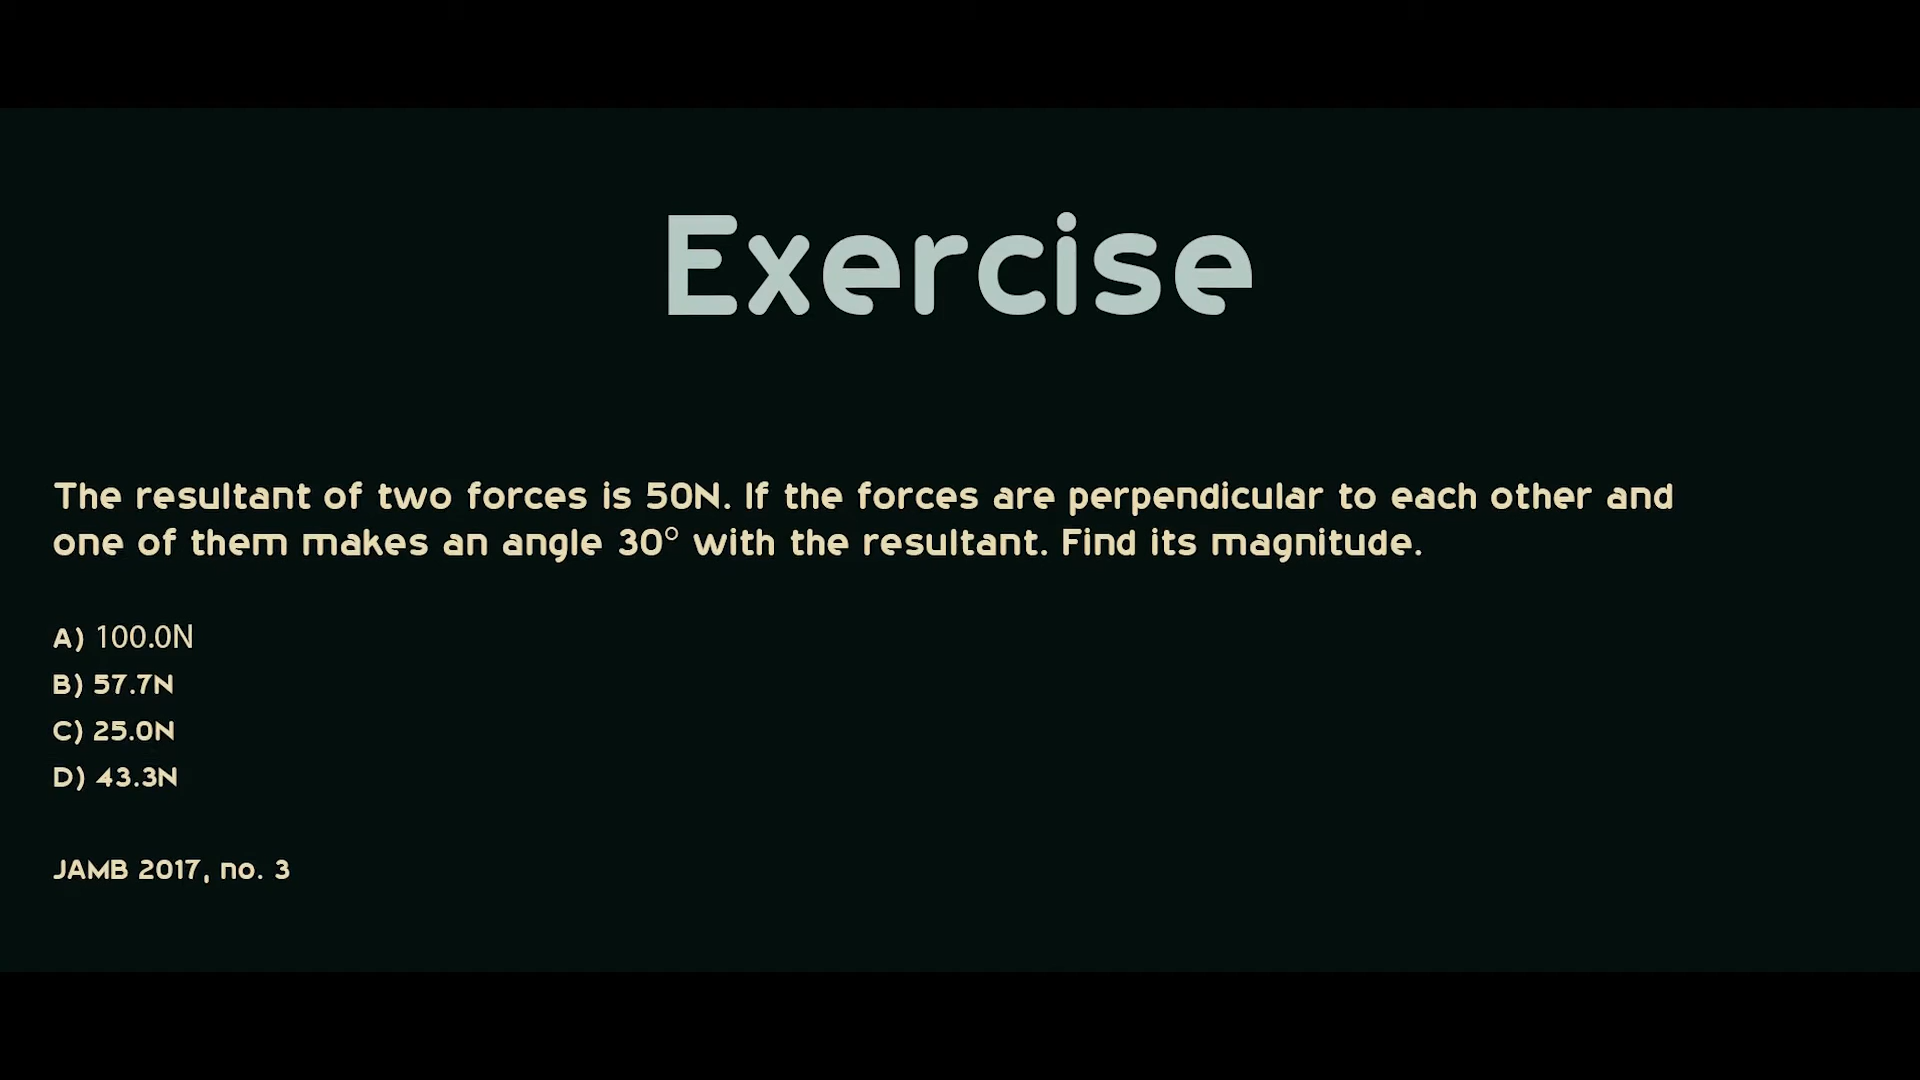 Exercise
The resultant of two forces is 50N. If the forces are perpendicular to each other and
one of them makes an angle 30° with the resultant. Find its magnitude.
A) 100.0N
B) 57.7N
C) 25.0N
D) 43.3N
JAMB 2017, no. 3